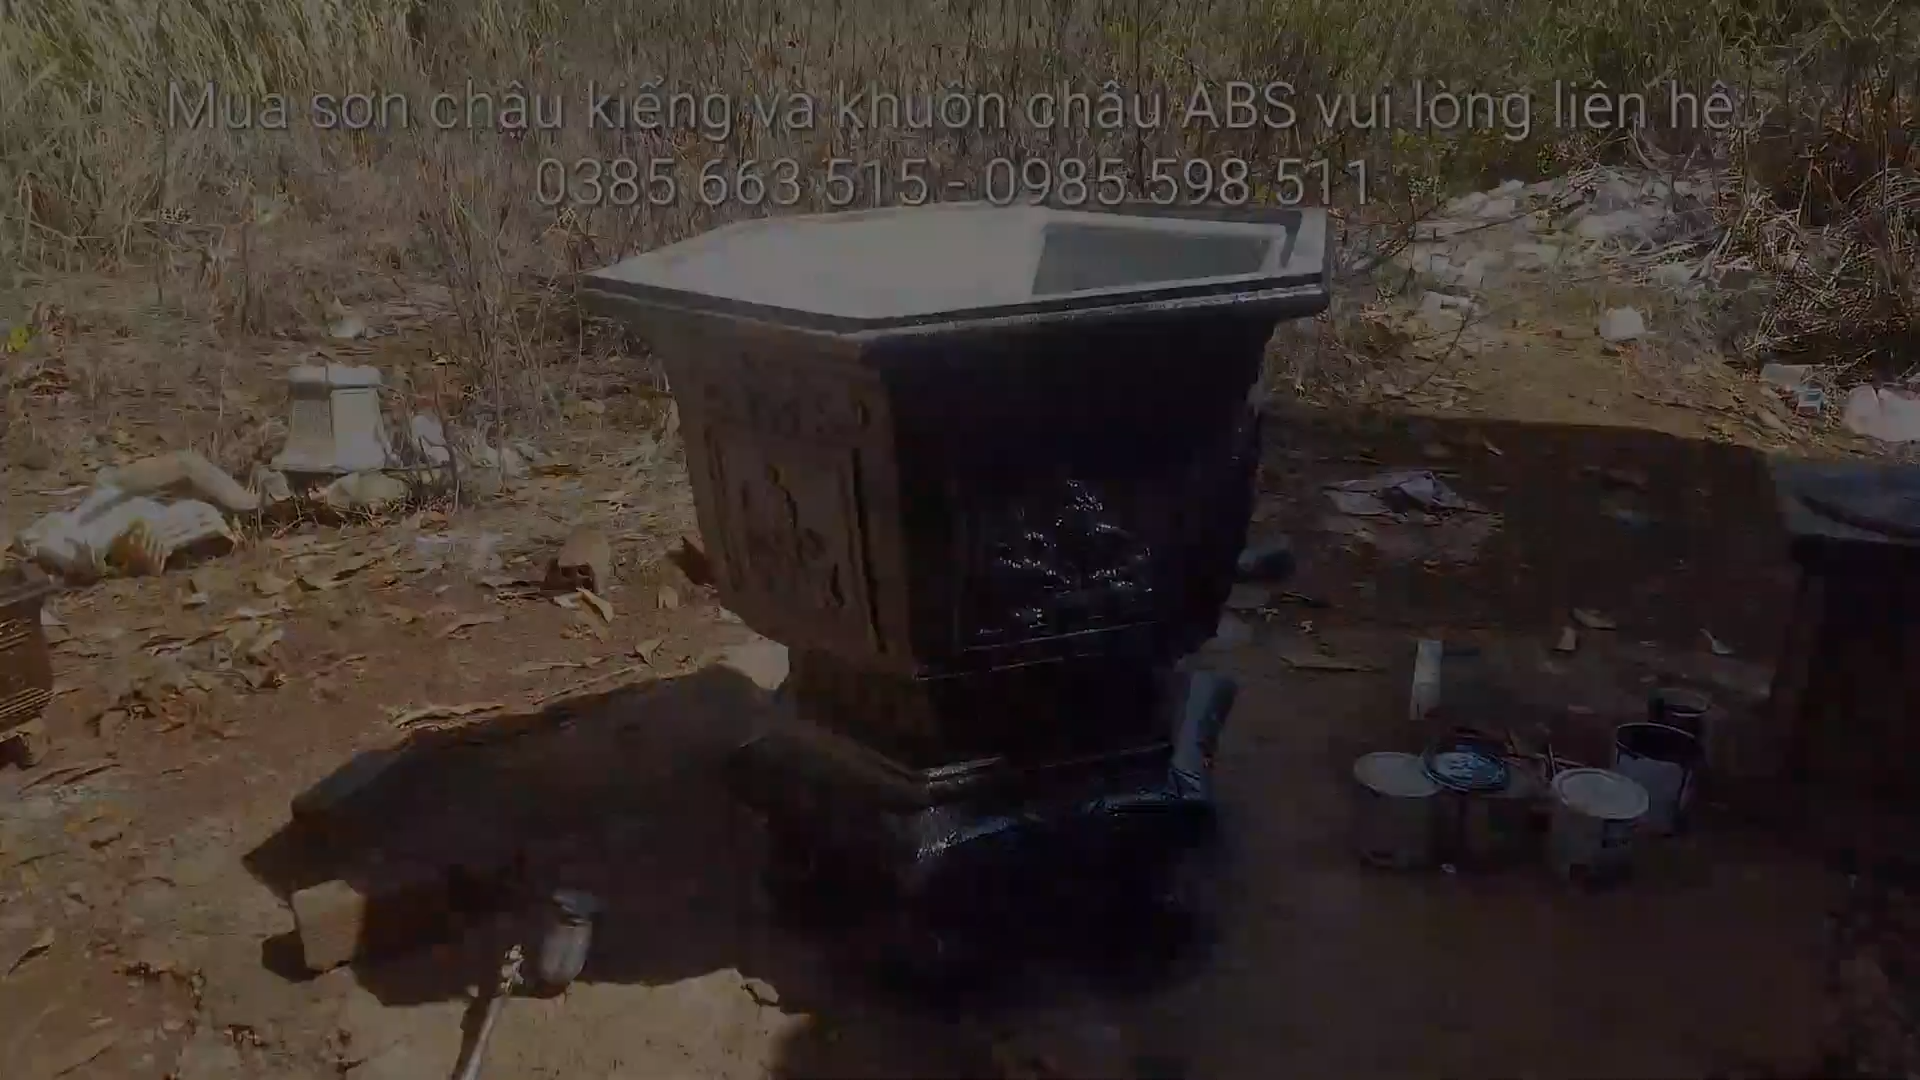 Mua sơn chậu kiểng và khuôn chậu ABS vui lòng liên hệ
0385 663 515 - 0985 598 511